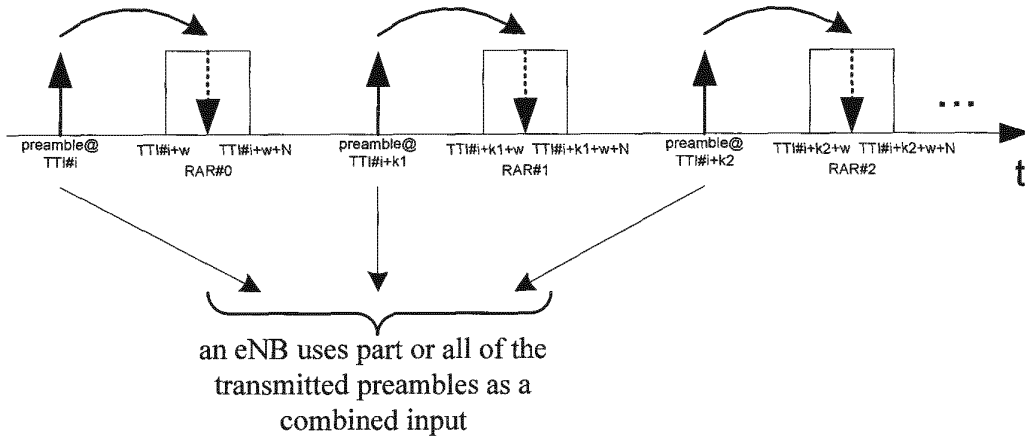 preamble@
TTI#i
TTI#i+w TTI#i+w+N
RAR#0
preamble@
TTI#i+k1
TTI#i+k1+w TTI#i+k1+w+N
RAR#1
preamble@
TTI#i+k2
TTI#i+k2+w TTI#i+k2+w+N
RAR#2
...
t
an eNB uses part or all of the
transmitted preambles as a
combined input